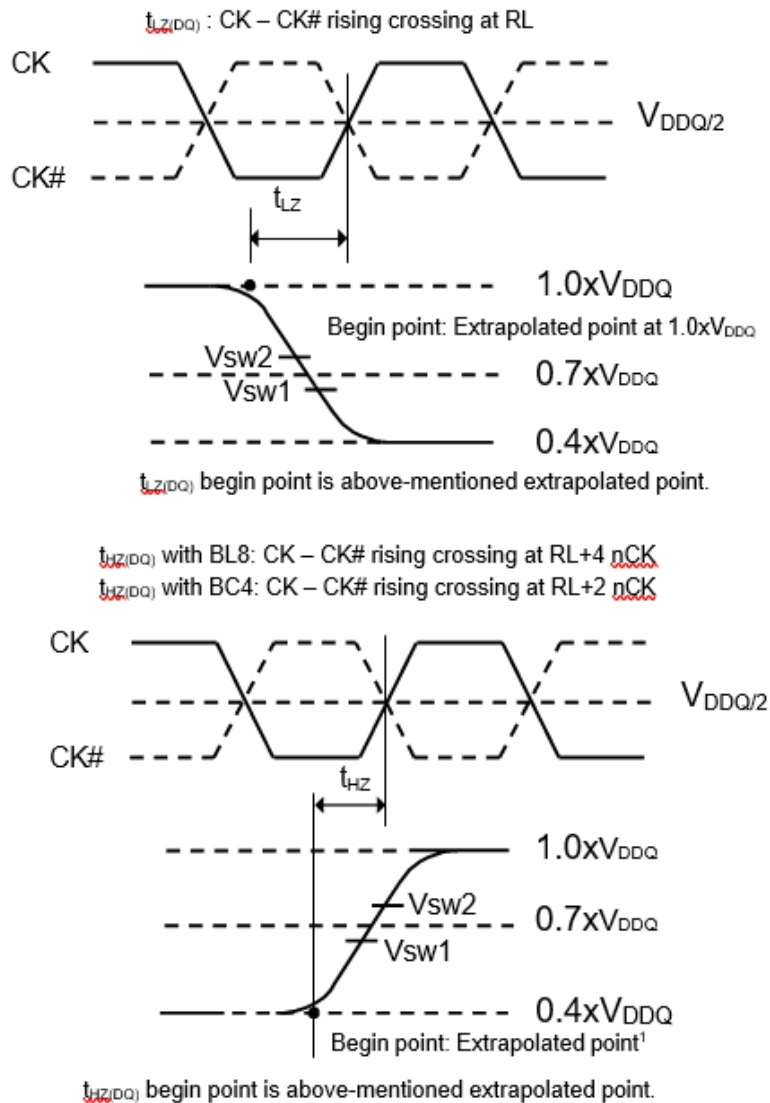 tLZ(DQ) : CK – CK# rising crossing at RL
CK
VDDQ/2
CK#
tLZ
1.0xVDDQ
Begin point: Extrapolated point at 1.0xVDDQ
Vsw2
0.7xVDDQ
Vsw1
0.4xVDDQ
tLZ(DQ) begin point is above-mentioned extrapolated point.
tHZ(DQ) with BL8: CK – CK# rising crossing at RL+4 nCK
tHZ(DQ) with BC4: CK – CK# rising crossing at RL+2 nCK
CK
VDDQ/2
CK#
tHZ
1.0xVDDQ
Vsw2
0.7xVDDQ
Vsw1
0.4xVDDQ
Begin point: Extrapolated point¹
tHZ(DQ) begin point is above-mentioned extrapolated point.